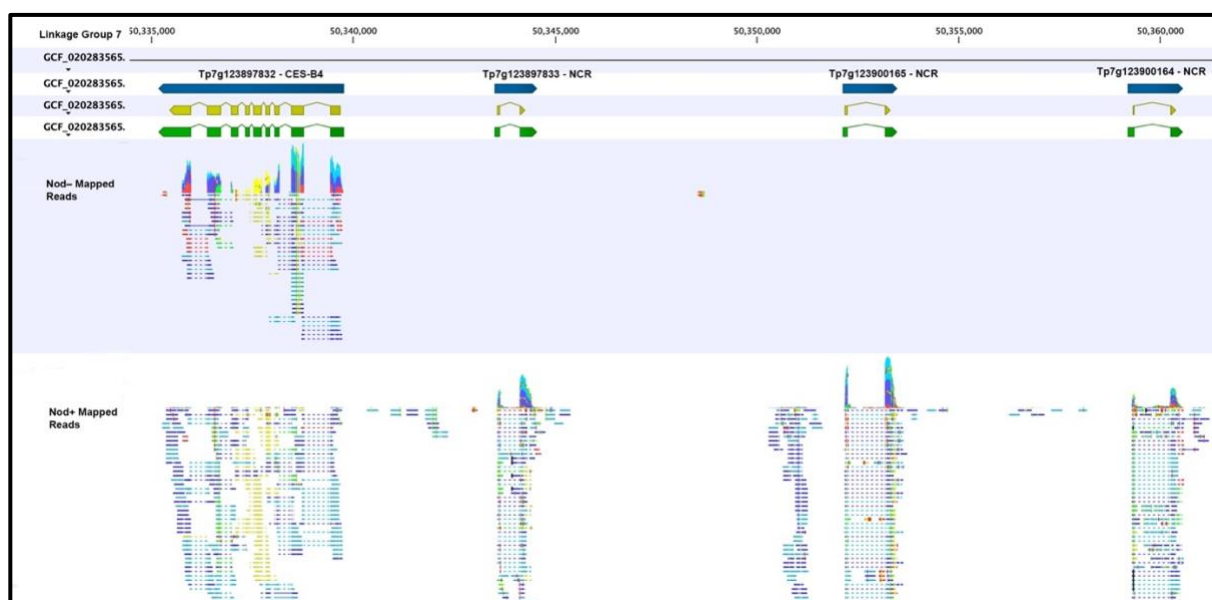 Linkage Group 7
50,335,000 50,340,000 50,345,000 50,350,000 50,355,000 50,360,000
GCF_020283565.
Tp7g123897832 - CES-B4 Tp7g123897833 - NCR Tp7g123900165 - NCR Tp7g123900164 - NCR
GCF_020283565.
GCF_020283565.
GCF_020283565.
Nod– Mapped
Reads
Nod+ Mapped
Reads